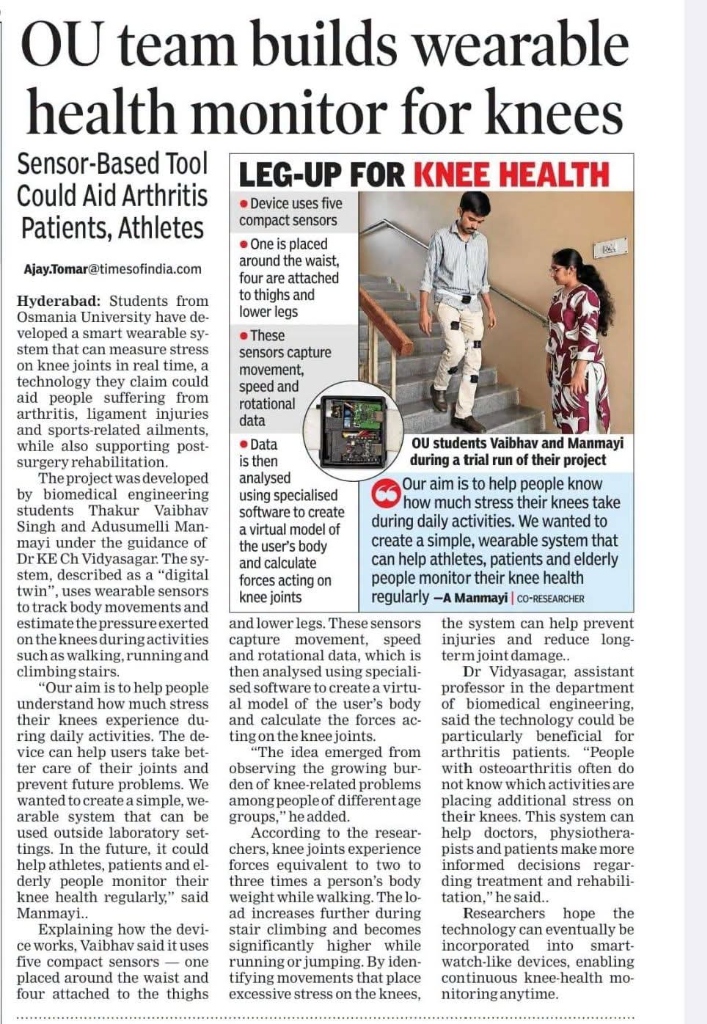 OU team builds wearable
health monitor for knees
Sensor-Based Tool
Could Aid Arthritis
Patients, Athletes
Ajay.Tomar@timesofindia.com
Hyderabad: Students from
Osmania University have de-
veloped a smart wearable sy-
stem that can measure stress
on knee joints in real time, a
technology they claim could
aid people suffering from
arthritis, ligament injuries
and sports-related ailments,
while also supporting post-
surgery rehabilitation.
The project was developed
by biomedical engineering
students Thakur Vaibhav
Singh and Adusumelli Man-
mayi under the guidance of
Dr KE Ch Vidyasagar. The sy-
stem, described as a “digital
twin”, uses wearable sensors
to track body movements and
estimate the pressure exerted
on the knees during activities
such as walking, running and
climbing stairs.
“Our aim is to help people
understand how much stress
their knees experience du-
ring daily activities. The de-
vice can help users take bet-
ter care of their joints and
prevent future problems. We
wanted to create a simple, we-
arable system that can be
used outside laboratory set-
tings. In the future, it could
help athletes, patients and el-
derly people monitor their
knee health regularly,” said
Manmayi..
Explaining how the devi-
ce works, Vaibhav said it uses
five compact sensors — one
placed around the waist and
four attached to the thighs
LEG-UP FOR KNEE HEALTH
● Device uses five
compact sensors
● One is placed
around the waist,
four are attached
to thighs and
lower legs
● These
sensors capture
movement,
speed and
rotational
data
● Data
is then
analysed
using specialised
software to create
a virtual model of
the user’s body
and calculate
forces acting on
knee joints
OU students Vaibhav and Manmayi
during a trial run of their project
Our aim is to help people know
how much stress their knees take
during daily activities. We wanted to
create a simple, wearable system that
can help athletes, patients and elderly
people monitor their knee health
regularly —A Manmayi | CO-RESEARCHER
and lower legs. These sensors
capture movement, speed
and rotational data, which is
then analysed using speciali-
sed software to create a virtu-
al model of the user’s body
and calculate the forces ac-
ting on the knee joints.
“The idea emerged from
observing the growing bur-
den of knee-related problems
among people of different age
groups,” he added.
According to the resear-
chers, knee joints experience
forces equivalent to two to
three times a person’s body
weight while walking. The lo-
ad increases further during
stair climbing and becomes
significantly higher while
running or jumping. By iden-
tifying movements that place
excessive stress on the knees,
the system can help prevent
injuries and reduce long-
term joint damage..
Dr Vidyasagar, assistant
professor in the department
of biomedical engineering,
said the technology could be
particularly beneficial for
arthritis patients. “People
with osteoarthritis often do
not know which activities are
placing additional stress on
their knees. This system can
help doctors, physiothera-
pists and patients make more
informed decisions regar-
ding treatment and rehabili-
tation,” he said..
Researchers hope the
technology can eventually be
incorporated into smart-
watch-like devices, enabling
continuous knee-health mo-
nitoring anytime.